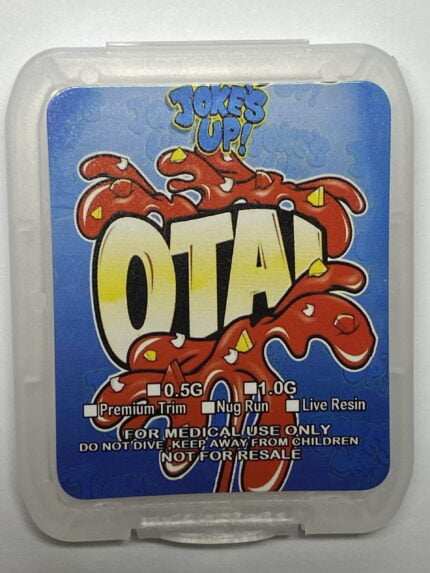 JOKE'S
UP!
OTAI
0.5G 1.0G
Premium Trim Nug Run Live Resin
FOR MEDICAL USE ONLY
DO NOT DIVE ,KEEP AWAY FROM CHILDREN
NOT FOR RESALE